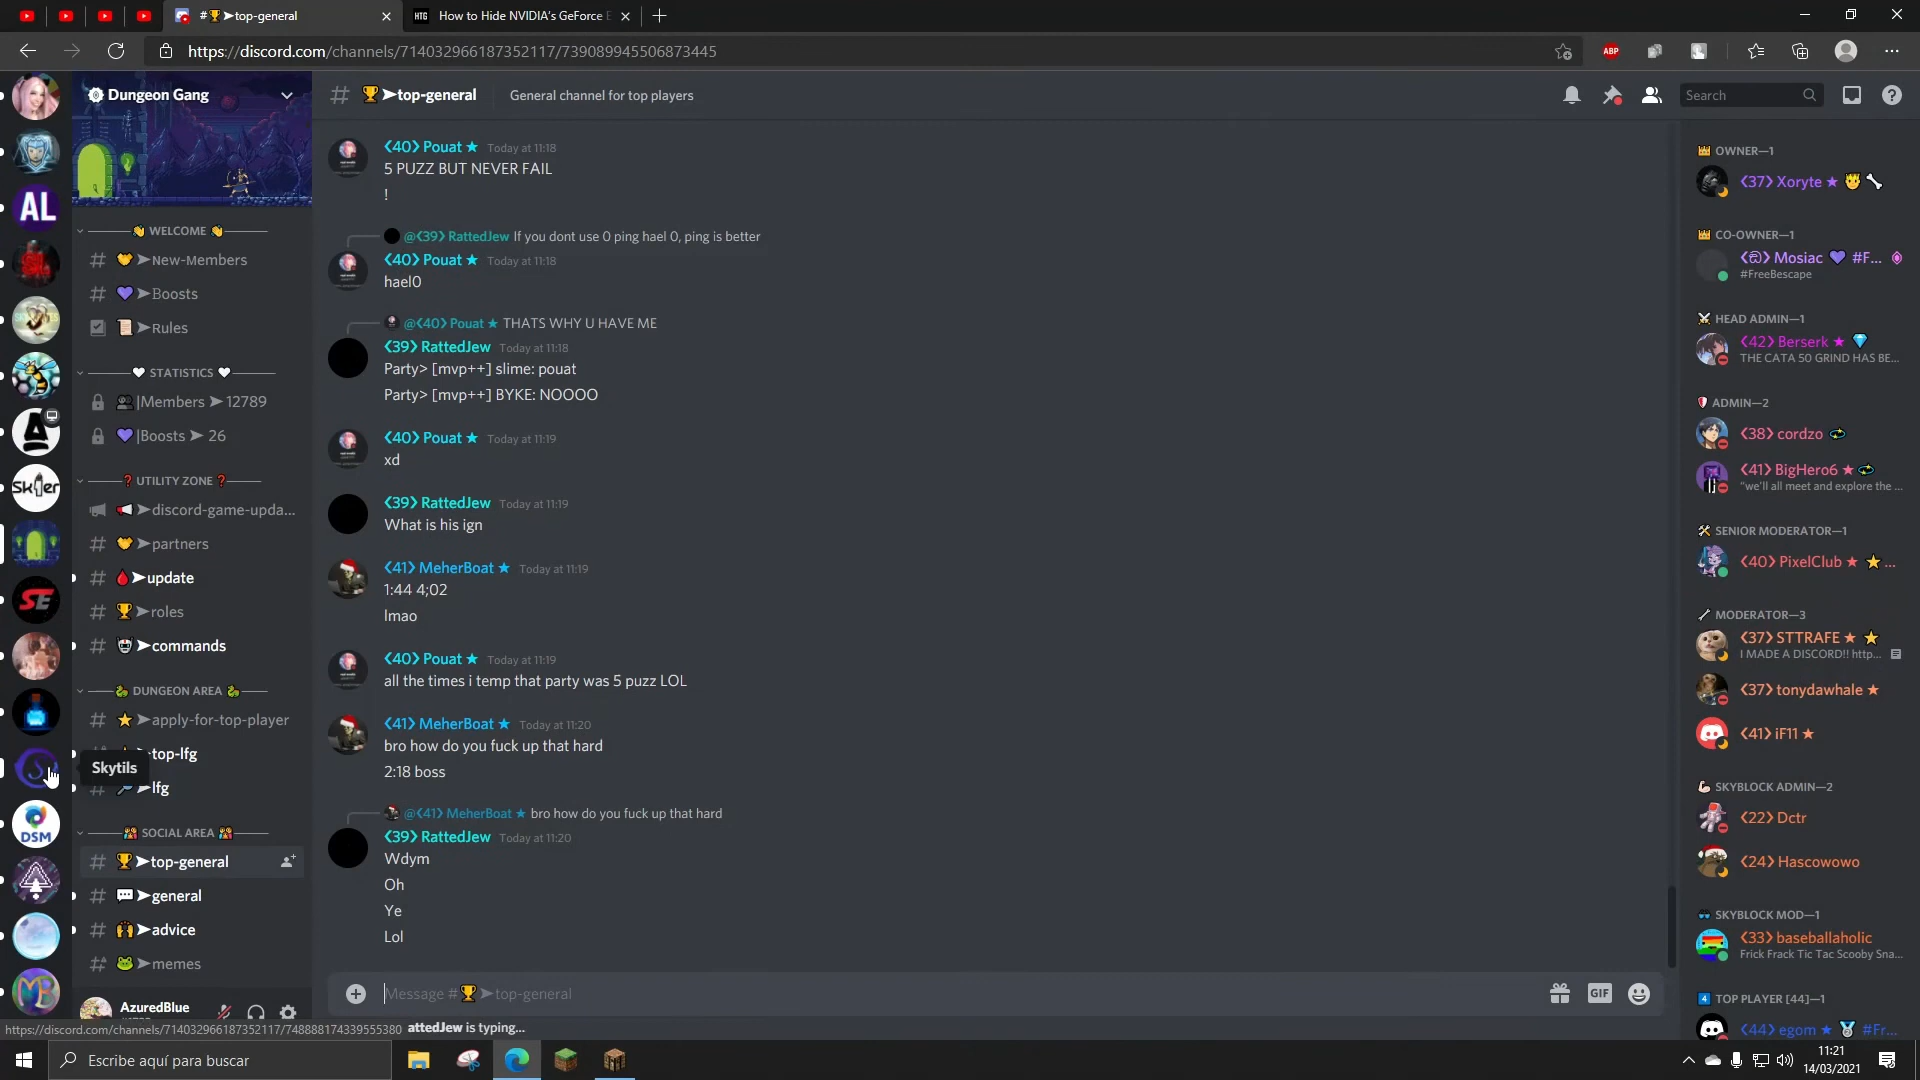 #🏆➤top-general
HTG How to Hide NVIDIA's GeForce E
https://discord.com/channels/714032966187352117/739089945506873445
ABP
Dungeon Gang
# 🏆➤top-general
General channel for top players
Search
👋 WELCOME 👋
➤New-Members
💜 ➤Boosts
📜 ➤Rules
🤍 STATISTICS 🤍
👥|Members ➤ 12789
💜|Boosts ➤ 26
❓ UTILITY ZONE ❓
📢 ➤discord-game-upda...
➤partners
🩸➤update
🏆 ➤roles
🤖 ➤commands
🐉 DUNGEON AREA 🐉
⭐ ➤apply-for-top-player
top-lfg
Skytils
➤lfg
SOCIAL AREA
🏆➤top-general
💬 ➤general
🙌 ➤advice
🐸 ➤memes
AzuredBlue
AL
Skier
SE
DSM
MB
❮40❯ Pouat ★ Today at 11:18
5 PUZZ BUT NEVER FAIL
!
@❮39❯ RattedJew If you dont use 0 ping hael 0, ping is better
❮40❯ Pouat ★ Today at 11:18
hael0
@❮40❯ Pouat ★ THATS WHY U HAVE ME
❮39❯ RattedJew Today at 11:18
Party> [mvp++] slime: pouat
Party> [mvp++] BYKE: NOOOO
❮40❯ Pouat ★ Today at 11:19
xd
❮39❯ RattedJew Today at 11:19
What is his ign
❮41❯ MeherBoat ★ Today at 11:19
1:44 4;02
lmao
❮40❯ Pouat ★ Today at 11:19
all the times i temp that party was 5 puzz LOL
❮41❯ MeherBoat ★ Today at 11:20
bro how do you fuck up that hard
2:18 boss
@❮41❯ MeherBoat ★ bro how do you fuck up that hard
❮39❯ RattedJew Today at 11:20
Wdym
Oh
Ye
Lol
Message #🏆➤top-general
GIF
https://discord.com/channels/714032966187352117/748888174339555380
attedJew is typing...
OWNER—1
❮37❯ Xoryte ★
CO-OWNER—1
Mosiac 💜 #F...
#FreeBescape
HEAD ADMIN—1
❮42❯ Berserk ★ 💎
THE CATA 50 GRIND HAS BE...
ADMIN—2
❮38❯ cordzo
❮41❯ BigHero6 ★
"we'll all meet and explore the ...
SENIOR MODERATOR—1
❮40❯ PixelClub ★ ⭐ ...
MODERATOR—3
❮37❯ STTRAFE ★ ⭐
I MADE A DISCORD!! http...
❮37❯ tonydawhale ★
❮41❯ iF11 ★
SKYBLOCK ADMIN—2
❮22❯ Dctr
❮24❯ Hascowowo
SKYBLOCK MOD—1
❮33❯ baseballaholic
Frick Frack Tic Tac Scooby Sna...
4 TOP PLAYER [44]—1
❮44❯ egom ★ #Fr...
Escribe aquí para buscar
11:21
14/03/2021